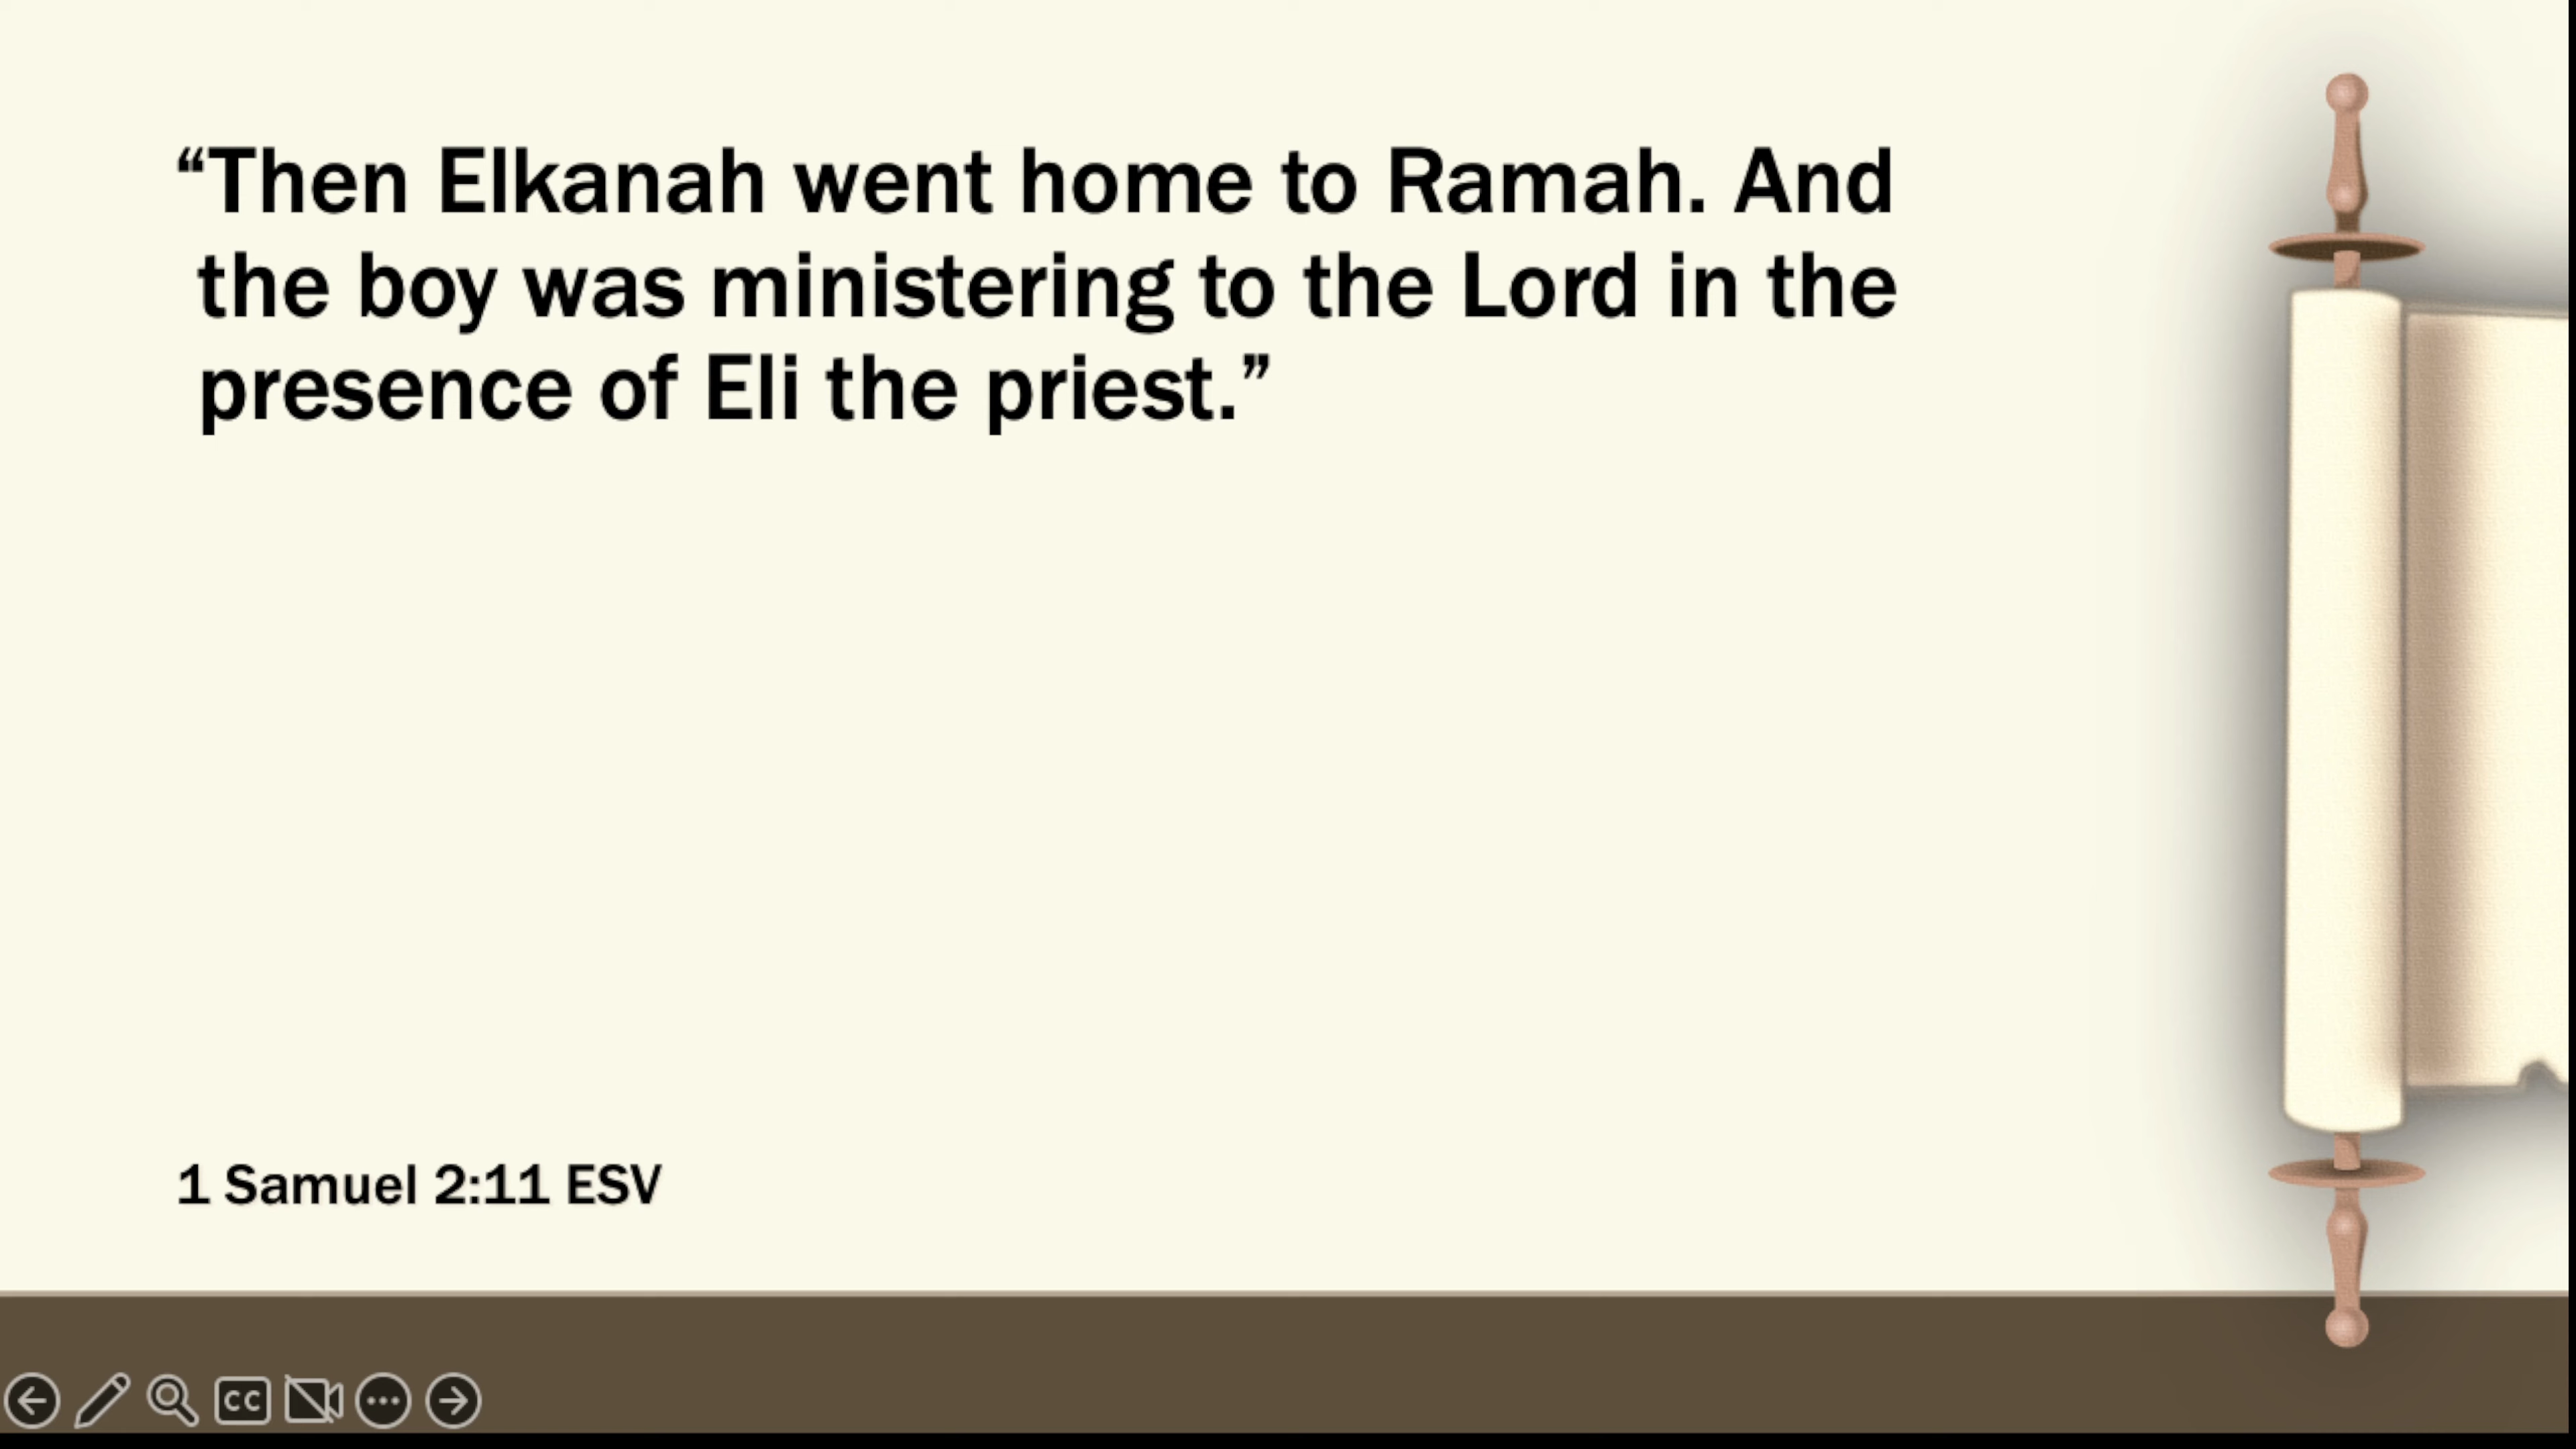 “Then Elkanah went home to Ramah. And
the boy was ministering to the Lord in the
presence of Eli the priest.”
1 Samuel 2:11 ESV
CC